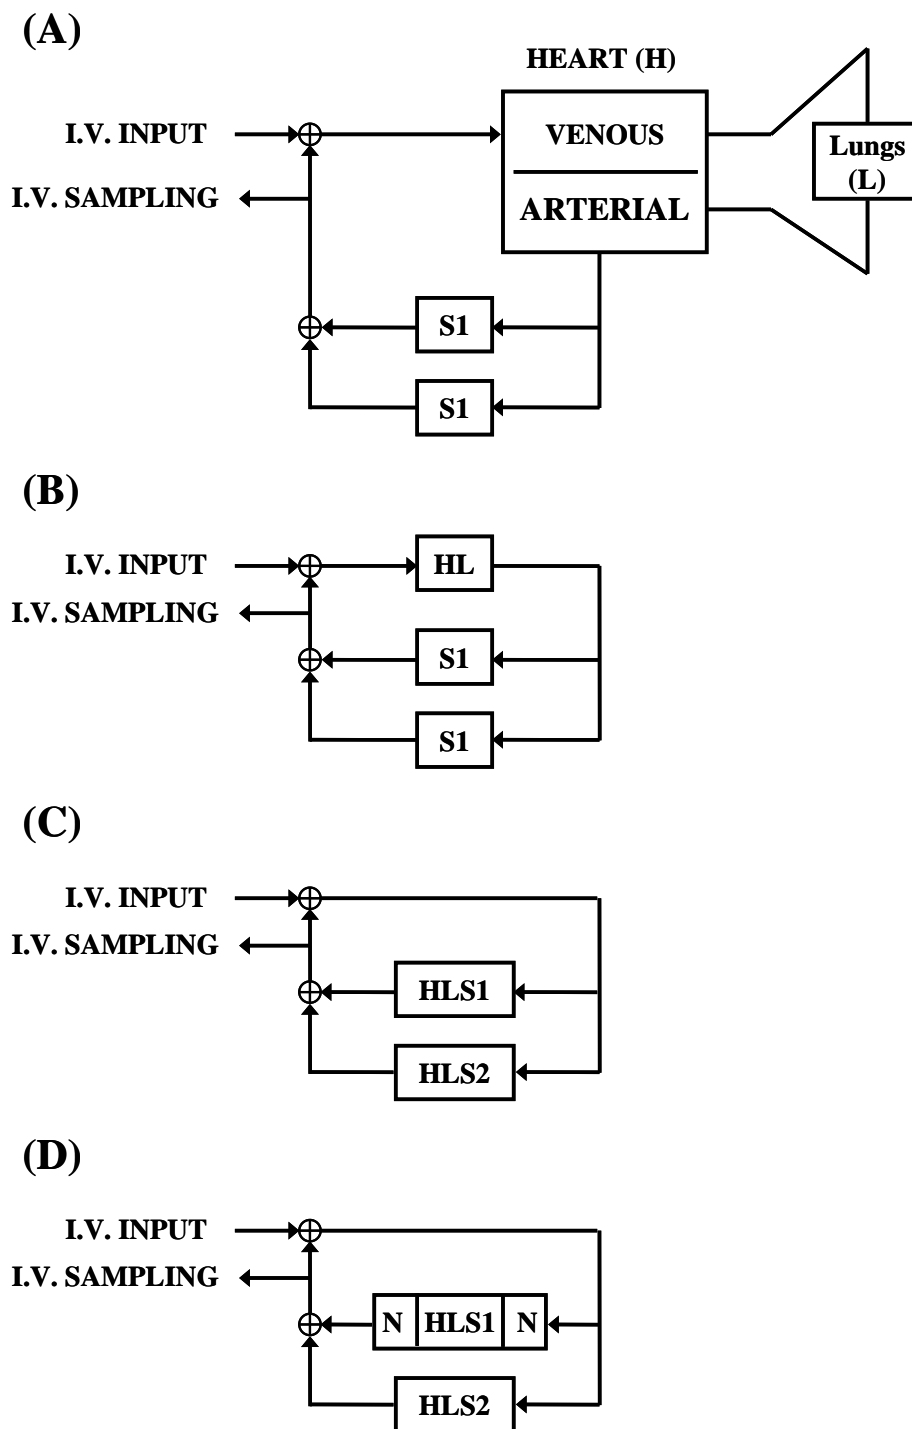 (A)
HEART (H)
I.V. INPUT
VENOUS
Lungs
(L)
I.V. SAMPLING
ARTERIAL
S1
S1
(B)
I.V. INPUT
HL
I.V. SAMPLING
S1
S1
(C)
I.V. INPUT
I.V. SAMPLING
HLS1
HLS2
(D)
I.V. INPUT
I.V. SAMPLING
N HLS1 N
HLS2